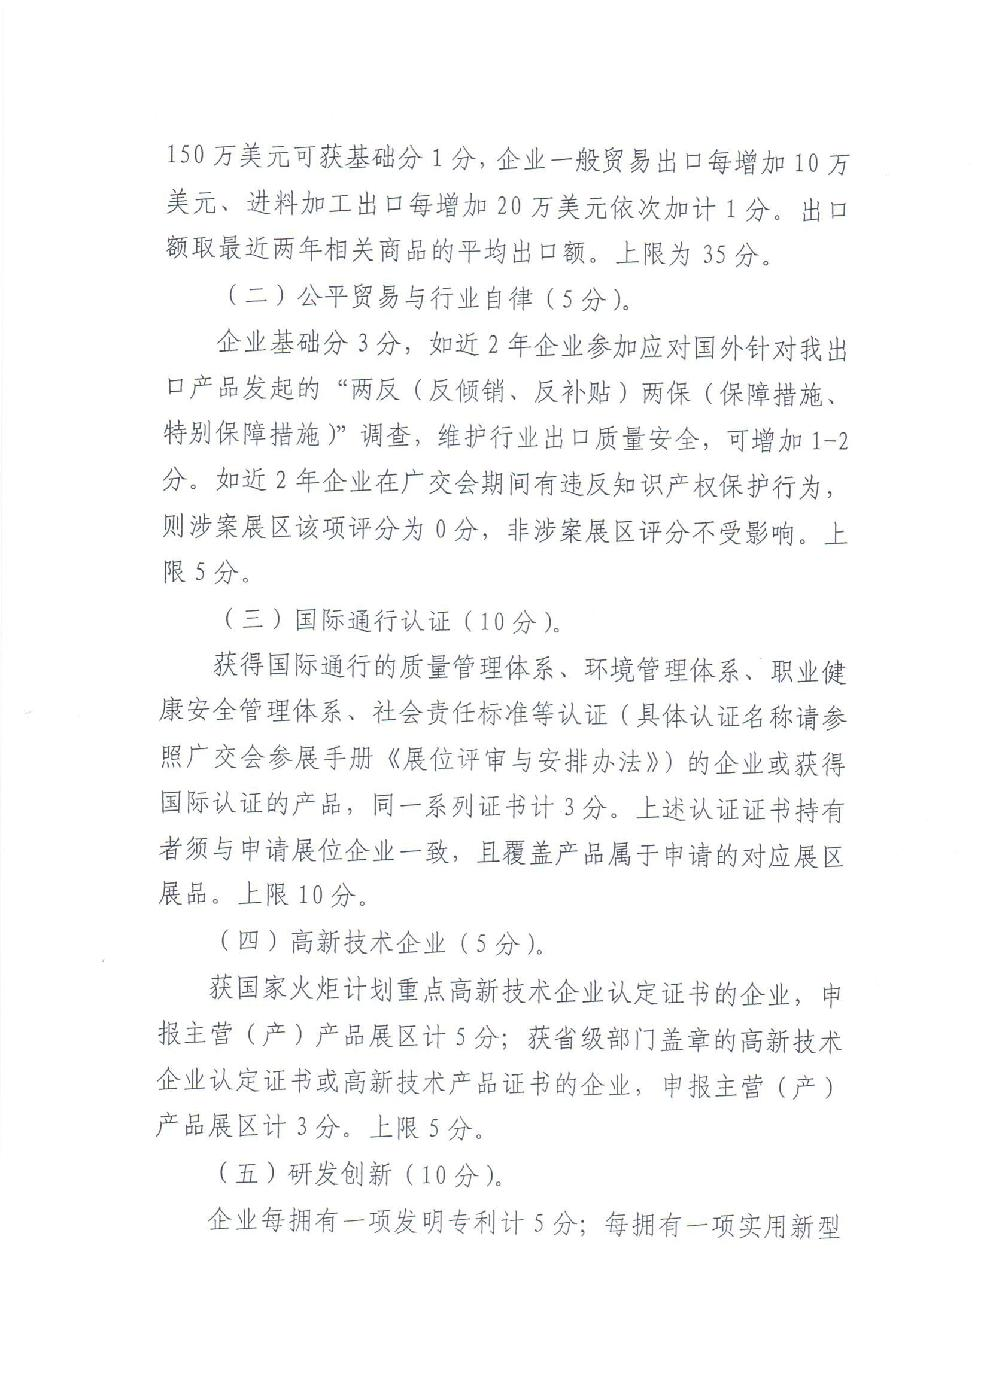 150万美元可获基础分1分，企业一般贸易出口每增加10万
美元、进料加工出口每增加20万美元依次加计1分。出口
额取最近两年相关商品的平均出口额。上限为35分。
（二）公平贸易与行业自律（5分）。
企业基础分3分，如近2年企业参加应对国外针对我出
口产品发起的“两反（反倾销、反补贴）两保（保障措施、
特别保障措施）”调查，维护行业出口质量安全，可增加1-2
分。如近2年企业在广交会期间有违反知识产权保护行为，
则涉案展区该项评分为0分，非涉案展区评分不受影响。上
限5分。
（三）国际通行认证（10分）。
获得国际通行的质量管理体系、环境管理体系、职业健
康安全管理体系、社会责任标准等认证（具体认证名称请参
照广交会参展手册《展位评审与安排办法》）的企业或获得
国际认证的产品，同一系列证书计3分。上述认证证书持有
者须与申请展位企业一致，且覆盖产品属于申请的对应展区
展品。上限10分。
（四）高新技术企业（5分）。
获国家火炬计划重点高新技术企业认定证书的企业，申
报主营（产）产品展区计5分；获省级部门盖章的高新技术
企业认定证书或高新技术产品证书的企业，申报主营（产）
产品展区计3分。上限5分。
（五）研发创新（10分）。
企业每拥有一项发明专利计5分；每拥有一项实用新型